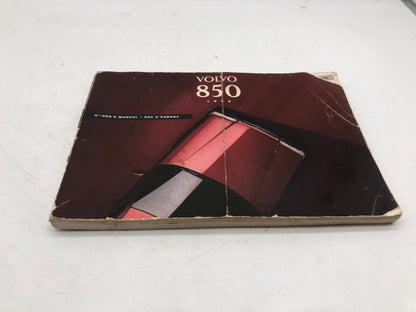 VOLVO
850
OWNER'S MANUAL • USA & CANADA